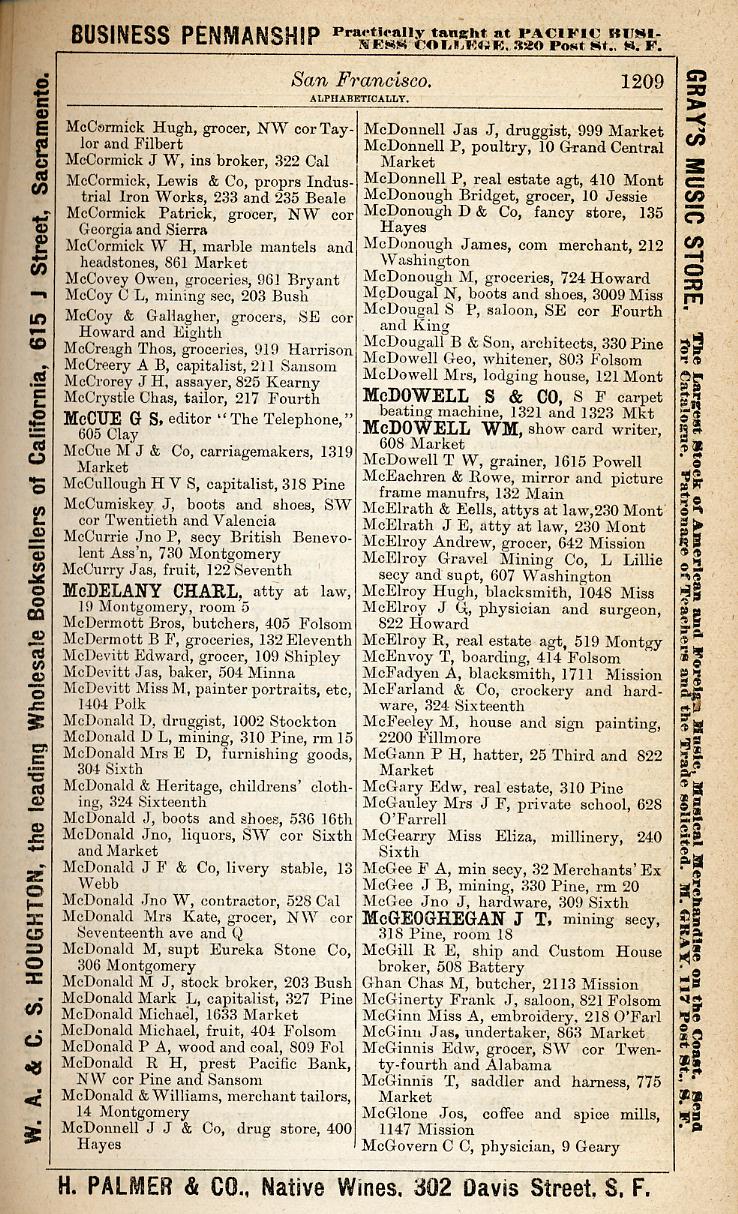 BUSINESS PENMANSHIP Practically taught at PACIFIC BUSI-
NESS COLLEGE, 320 Post St., S. F.
San Francisco. 1209
ALPHABETICALLY.
McCormick Hugh, grocer, NW cor Tay-
lor and Filbert
McCormick J W, ins broker, 322 Cal
McCormick, Lewis & Co, proprs Indus-
trial Iron Works, 233 and 235 Beale
McCormick Patrick, grocer, NW cor
Georgia and Sierra
McCormick W H, marble mantels and
headstones, 861 Market
McCovey Owen, groceries, 961 Bryant
McCoy C L, mining sec, 203 Bush
McCoy & Gallagher, grocers, SE cor
Howard and Eighth
McCreagh Thos, groceries, 919 Harrison
McCreery A B, capitalist, 211 Sansom
McCrorey J H, assayer, 825 Kearny
McCrystle Chas, tailor, 217 Fourth
McCUE G S, editor "The Telephone,"
605 Clay
McCue M J & Co, carriagemakers, 1319
Market
McCullough H V S, capitalist, 318 Pine
McCumiskey J, boots and shoes, SW
cor Twentieth and Valencia
McCurrie Jno P, secy British Benevo-
lent Ass'n, 730 Montgomery
McCurry Jas, fruit, 122 Seventh
McDELANY CHARL, atty at law,
19 Montgomery, room 5
McDermott Bros, butchers, 405 Folsom
McDermott B F, groceries, 132 Eleventh
McDevitt Edward, grocer, 109 Shipley
McDevitt Jas, baker, 504 Minna
McDevitt Miss M, painter portraits, etc,
1404 Polk
McDonald D, druggist, 1002 Stockton
McDonald D L, mining, 310 Pine, rm 15
McDonald Mrs E D, furnishing goods,
304 Sixth
McDonald & Heritage, childrens' cloth-
ing, 324 Sixteenth
McDonald J, boots and shoes, 536 16th
McDonald Jno, liquors, SW cor Sixth
and Market
McDonald J F & Co, livery stable, 13
Webb
McDonald Jno W, contractor, 528 Cal
McDonald Mrs Kate, grocer, NW cor
Seventeenth ave and Q
McDonald M, supt Eureka Stone Co,
306 Montgomery
McDonald M J, stock broker, 203 Bush
McDonald Mark L, capitalist, 327 Pine
McDonald Michael, 1633 Market
McDonald Michael, fruit, 404 Folsom
McDonald P A, wood and coal, 809 Fol
McDonald R H, prest Pacific Bank,
NW cor Pine and Sansom
McDonald & Williams, merchant tailors,
14 Montgomery
McDonnell J J & Co, drug store, 400
Hayes
McDonnell Jas J, druggist, 999 Market
McDonnell P, poultry, 10 Grand Central
Market
McDonnell P, real estate agt, 410 Mont
McDonough Bridget, grocer, 10 Jessie
McDonough D & Co, fancy store, 135
Hayes
McDonough James, com merchant, 212
Washington
McDonough M, groceries, 724 Howard
McDougal N, boots and shoes, 3009 Miss
McDougal S P, saloon, SE cor Fourth
and King
McDougall B & Son, architects, 330 Pine
McDowell Geo, whitener, 803 Folsom
McDowell Mrs, lodging house, 121 Mont
McDOWELL S & CO, S F carpet
beating machine, 1321 and 1323 Mkt
McDOWELL WM, show card writer,
608 Market
McDowell T W, grainer, 1615 Powell
McEachren & Rowe, mirror and picture
frame manufrs, 132 Main
McElrath & Eells, attys at law, 230 Mont
McElrath J E, atty at law, 230 Mont
McElroy Andrew, grocer, 642 Mission
McElroy Gravel Mining Co, L Lillie
secy and supt, 607 Washington
McElroy Hugh, blacksmith, 1048 Miss
McElroy J G, physician and surgeon,
822 Howard
McElroy R, real estate agt, 519 Montgy
McEnvoy T, boarding, 414 Folsom
McFadyen A, blacksmith, 1711 Mission
McFarland & Co, crockery and hard-
ware, 324 Sixteenth
McFeeley M, house and sign painting,
2200 Fillmore
McGann P H, hatter, 25 Third and 822
Market
McGary Edw, real estate, 310 Pine
McGauley Mrs J F, private school, 628
O'Farrell
McGearry Miss Eliza, millinery, 240
Sixth
McGee F A, min secy, 32 Merchants' Ex
McGee J B, mining, 330 Pine, rm 20
McGee Jno J, hardware, 309 Sixth
McGEOGHEGAN J T, mining secy,
318 Pine, room 18
McGill R E, ship and Custom House
broker, 508 Battery
Ghan Chas M, butcher, 2113 Mission
McGinerty Frank J, saloon, 821 Folsom
McGinn Miss A, embroidery, 218 O'Farl
McGinn Jas, undertaker, 863 Market
McGinnis Edw, grocer, SW cor Twen-
ty-fourth and Alabama
McGinnis T, saddler and harness, 775
Market
McGlone Jos, coffee and spice mills,
1147 Mission
McGovern C C, physician, 9 Geary
W. A. & C. S. HOUGHTON, the leading Wholesale Booksellers of California, 615 J Street, Sacramento.
GRAY'S MUSIC STORE. The Largest Stock of American and Foreign Music, Musical Merchandise on the Coast. Send
for Catalogue. Patronage of Teachers and the Trade solicited. M. GRAY. 117 Post St., S. F.
H. PALMER & CO., Native Wines, 302 Davis Street, S. F.